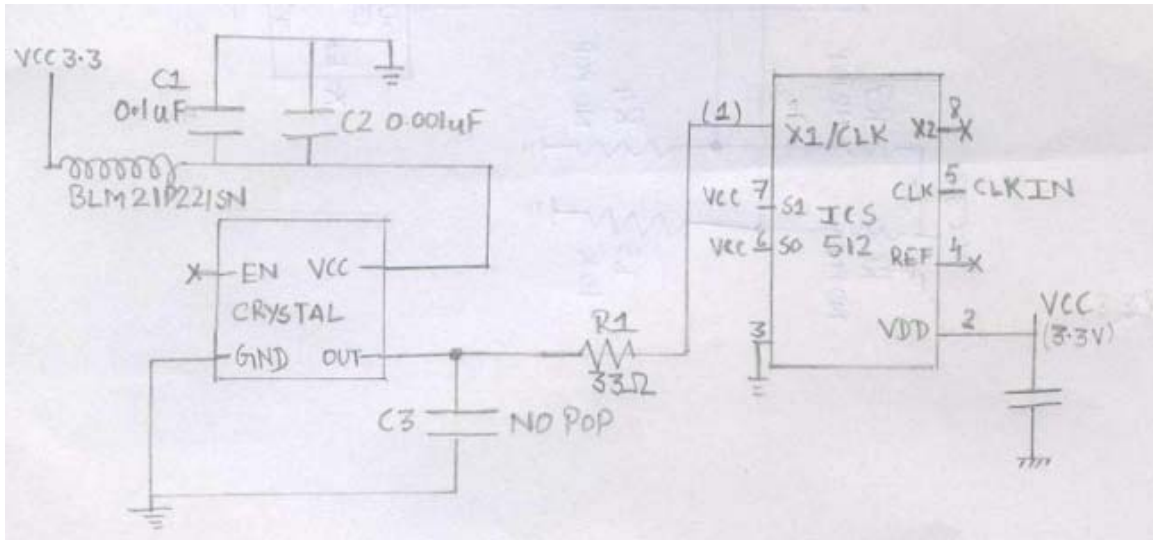 VCC 3.3
C1
0.1uF
C2 0.001uF
BLM21P221SN
EN VCC
CRYSTAL
GND OUT
C3 NO POP
R1
33Ω
(1)
X1/CLK X2 8
VCC 7 S1 ICS CLK 5 CLKIN
VCC 6 S0 512 REF 4
3 VDD 2 VCC
(3.3V)